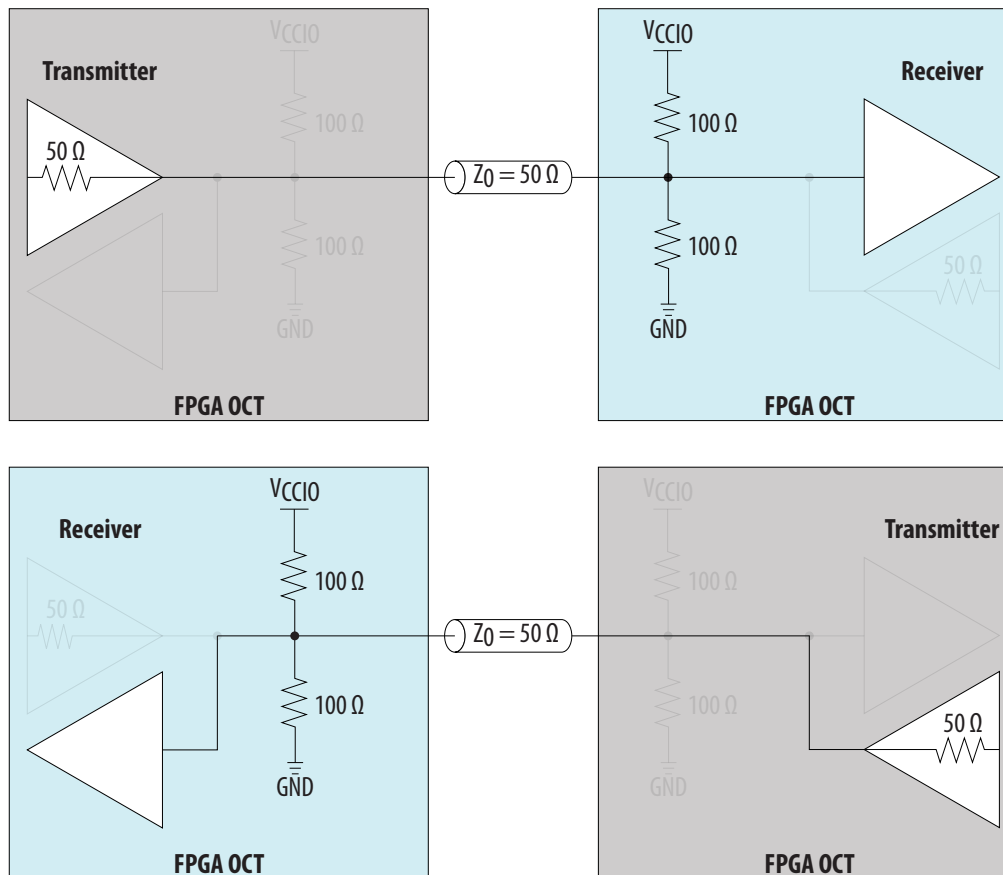 VCCIO
Transmitter
100 Ω
50 Ω
100 Ω
GND
FPGA OCT
Z0 = 50 Ω
VCCIO
Receiver
100 Ω
100 Ω
50 Ω
GND
FPGA OCT
VCCIO
Receiver
100 Ω
50 Ω
100 Ω
GND
FPGA OCT
Z0 = 50 Ω
VCCIO
Transmitter
100 Ω
100 Ω
50 Ω
GND
FPGA OCT